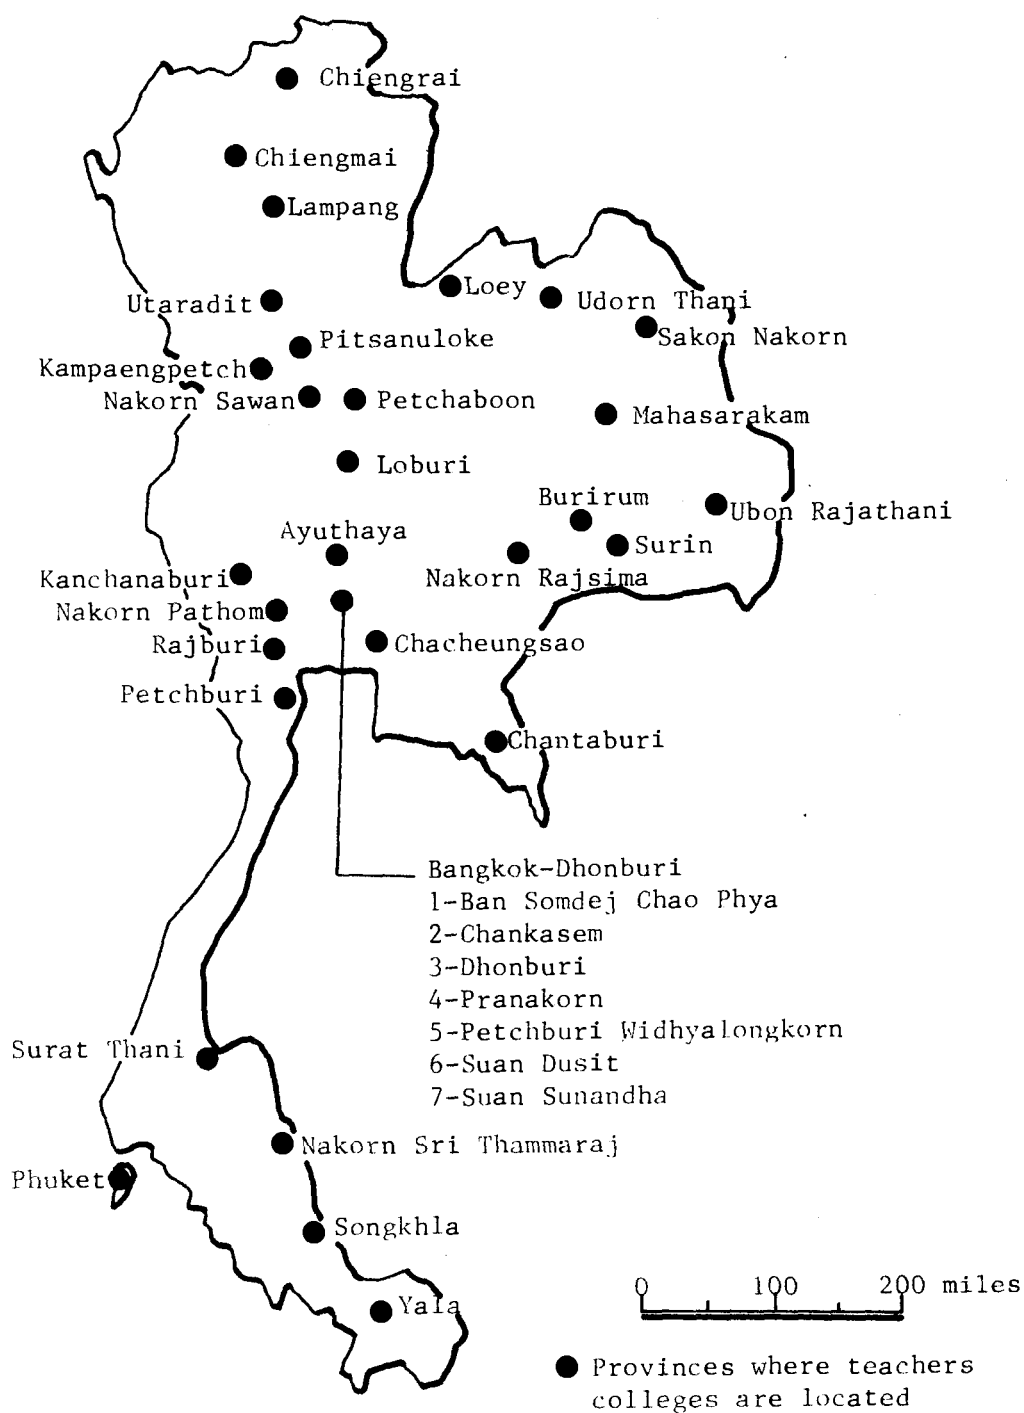 Chiengrai
Chiengmai
Lampang
Loey
Utaradit
Udorn Thani
Sakon Nakorn
Pitsanuloke
Kampaengpetch
Nakorn Sawan
Petchaboon
Mahasarakam
Loburi
Burirum
Ubon Rajathani
Ayuthaya
Surin
Kanchanaburi
Nakorn Rajsima
Nakorn Pathom
Rajburi
Chacheungsao
Petchburi
Chantaburi
Bangkok-Dhonburi
1-Ban Somdej Chao Phya
2-Chankasem
3-Dhonburi
4-Pranakorn
5-Petchburi Widhyalongkorn
6-Suan Dusit
7-Suan Sunandha
Surat Thani
Nakorn Sri Thammaraj
Phuket
Songkhla
Yala
0 100 200 miles
Provinces where teachers
colleges are located